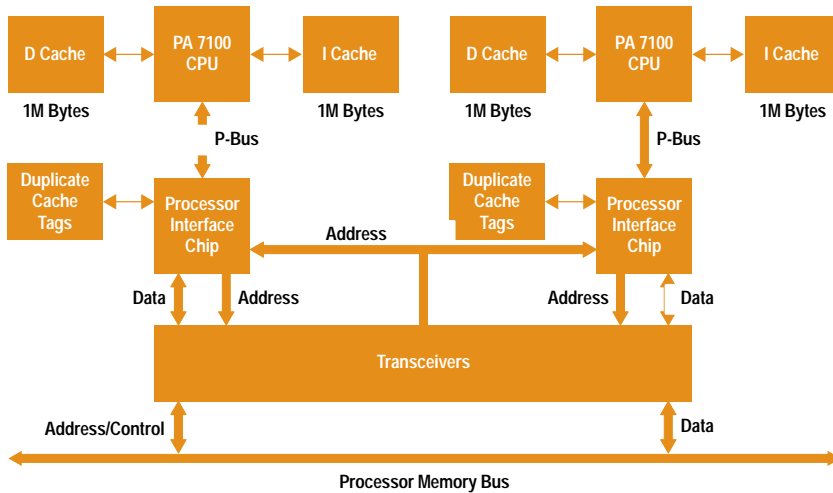 D Cache
PA 7100
CPU
I Cache
D Cache
PA 7100
CPU
I Cache
1M Bytes
1M Bytes
1M Bytes
1M Bytes
P-Bus
P-Bus
Duplicate
Cache
Tags
Processor
Interface
Chip
Duplicate
Cache
Tags
Processor
Interface
Chip
Address
Data
Address
Address
Data
Transceivers
Address/Control
Data
Processor Memory Bus